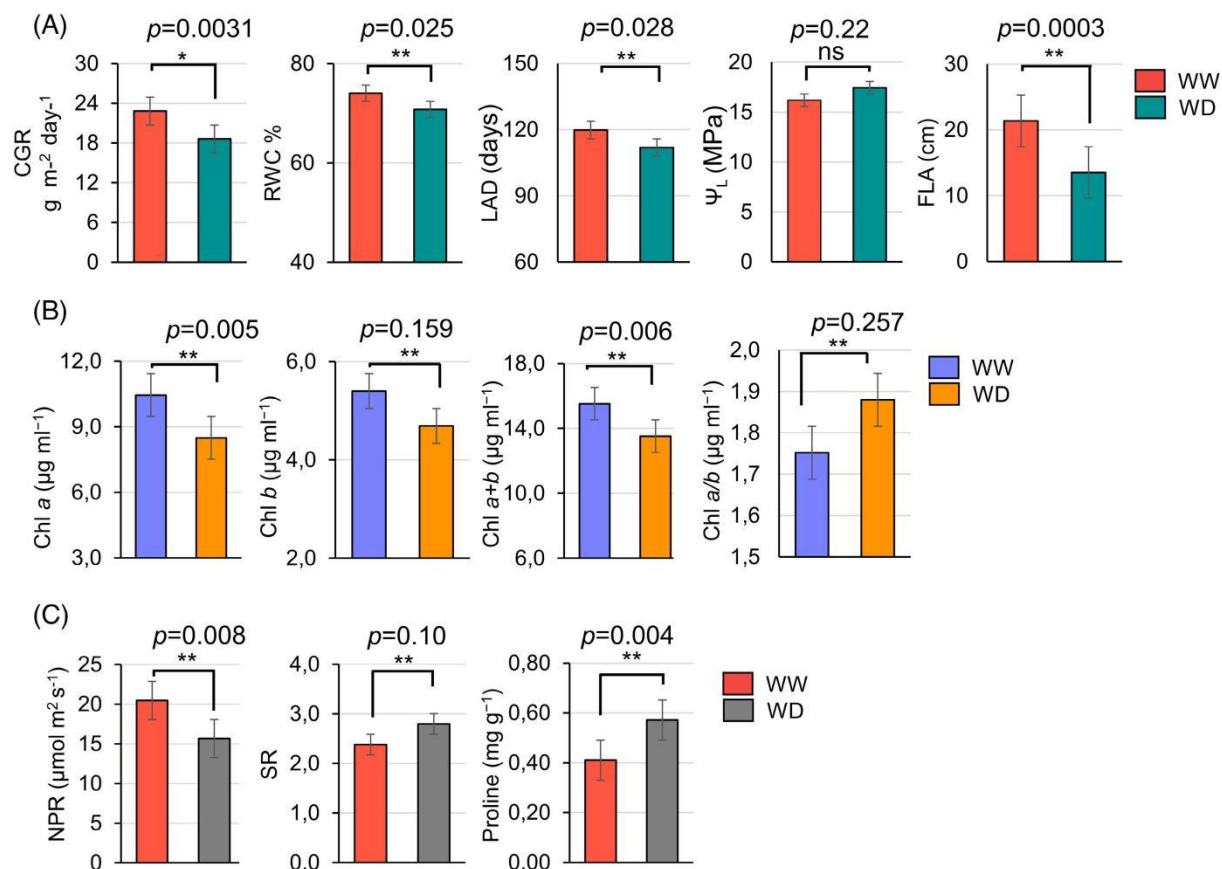 (A)
p=0.0031
*
CGR
g m-² day-¹
30
24
18
12
6
0
p=0.025
**
RWC %
80
60
40
p=0.028
**
LAD (days)
150
120
90
60
p=0.22
ns
ΨL (MPa)
20
15
10
5
0
p=0.0003
**
FLA (cm)
30
20
10
0
WW
WD
(B)
p=0.005
**
Chl a (µg ml⁻¹)
12,0
9,0
6,0
3,0
p=0.159
**
Chl b (µg ml⁻¹)
6,0
4,0
2,0
p=0.006
**
Chl a+b (µg ml⁻¹)
18,0
14,0
10,0
6,0
p=0.257
**
Chl a/b (µg ml⁻¹)
2,0
1,9
1,8
1,7
1,6
1,5
WW
WD
(C)
p=0.008
**
NPR (µmol m² s-¹)
25
20
15
10
5
0
p=0.10
**
SR
4,0
3,0
2,0
1,0
0,0
p=0.004
**
Proline (mg g⁻¹)
0,80
0,60
0,40
0,20
0,00
WW
WD